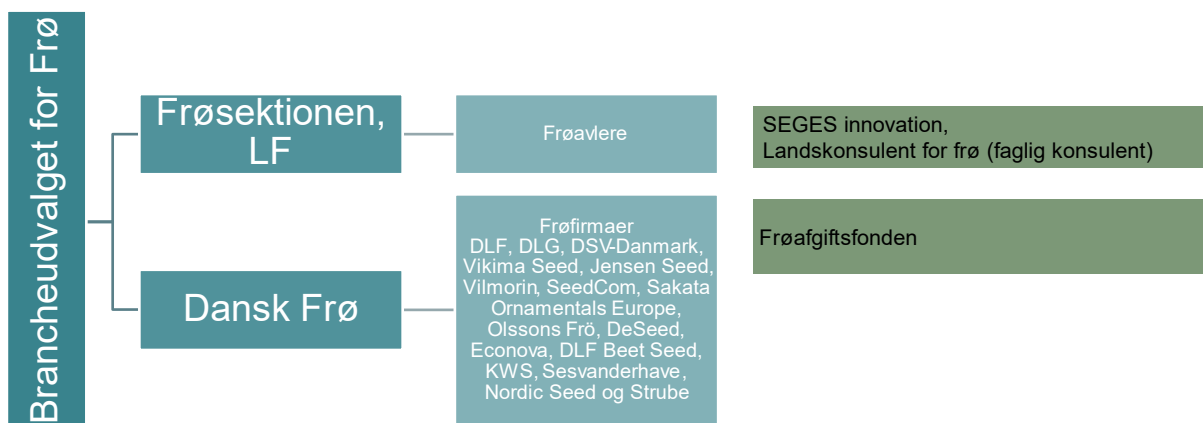 Brancheudvalget for Frø
Frøsektionen,
LF
Frøavlere
SEGES innovation,
Landskonsulent for frø (faglig konsulent)
Dansk Frø
Frøfirmaer
DLF, DLG, DSV-Danmark,
Vikima Seed, Jensen Seed,
Vilmorin, SeedCom, Sakata
Ornamentals Europe,
Olssons Frö, DeSeed,
Econova, DLF Beet Seed,
KWS, Sesvanderhave,
Nordic Seed og Strube
Frøafgiftsfonden